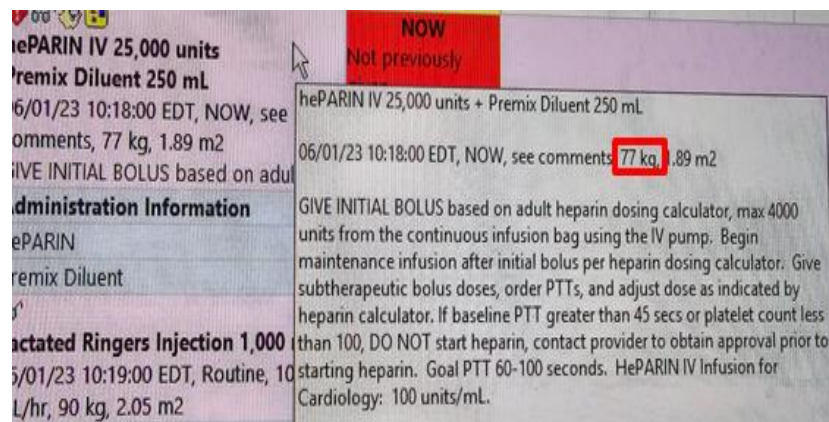 NOW
Not previously
ePARIN IV 25,000 units
Premix Diluent 250 mL
6/01/23 10:18:00 EDT, NOW, see
omments, 77 kg, 1.89 m2
IVE INITIAL BOLUS based on adul
dministration Information
ePARIN
remix Diluent
actated Ringers Injection 1,000
5/01/23 10:19:00 EDT, Routine, 10
L/hr, 90 kg, 2.05 m2
hePARIN IV 25,000 units + Premix Diluent 250 mL
06/01/23 10:18:00 EDT, NOW, see comments, 77 kg, 1.89 m2
GIVE INITIAL BOLUS based on adult heparin dosing calculator, max 4000
units from the continuous infusion bag using the IV pump. Begin
maintenance infusion after initial bolus per heparin dosing calculator. Give
subtherapeutic bolus doses, order PTTs, and adjust dose as indicated by
heparin calculator. If baseline PTT greater than 45 secs or platelet count less
than 100, DO NOT start heparin, contact provider to obtain approval prior to
starting heparin. Goal PTT 60-100 seconds. HePARIN IV Infusion for
Cardiology: 100 units/mL.